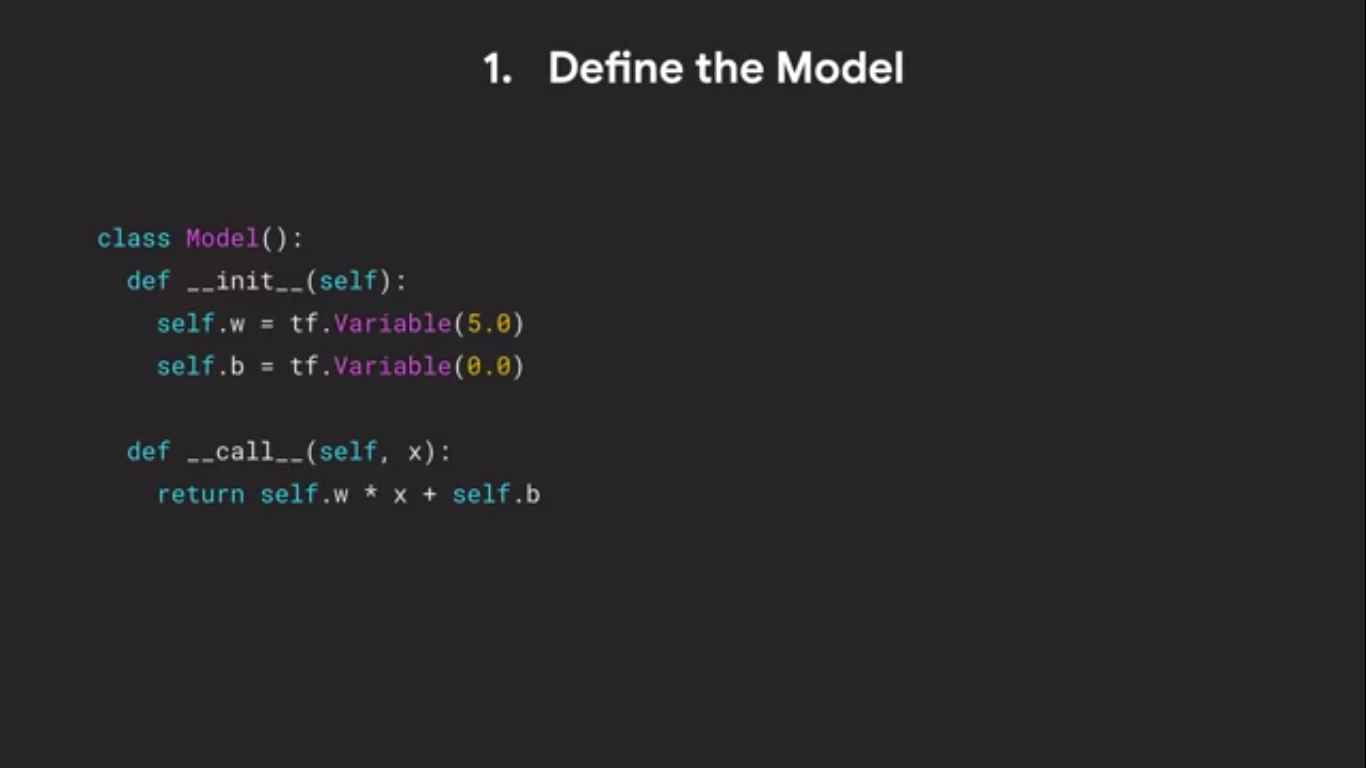 1. Define the Model
class Model():
def __init__(self):
self.w = tf.Variable(5.0)
self.b = tf.Variable(0.0)
def __call__(self, x):
return self.w * x + self.b